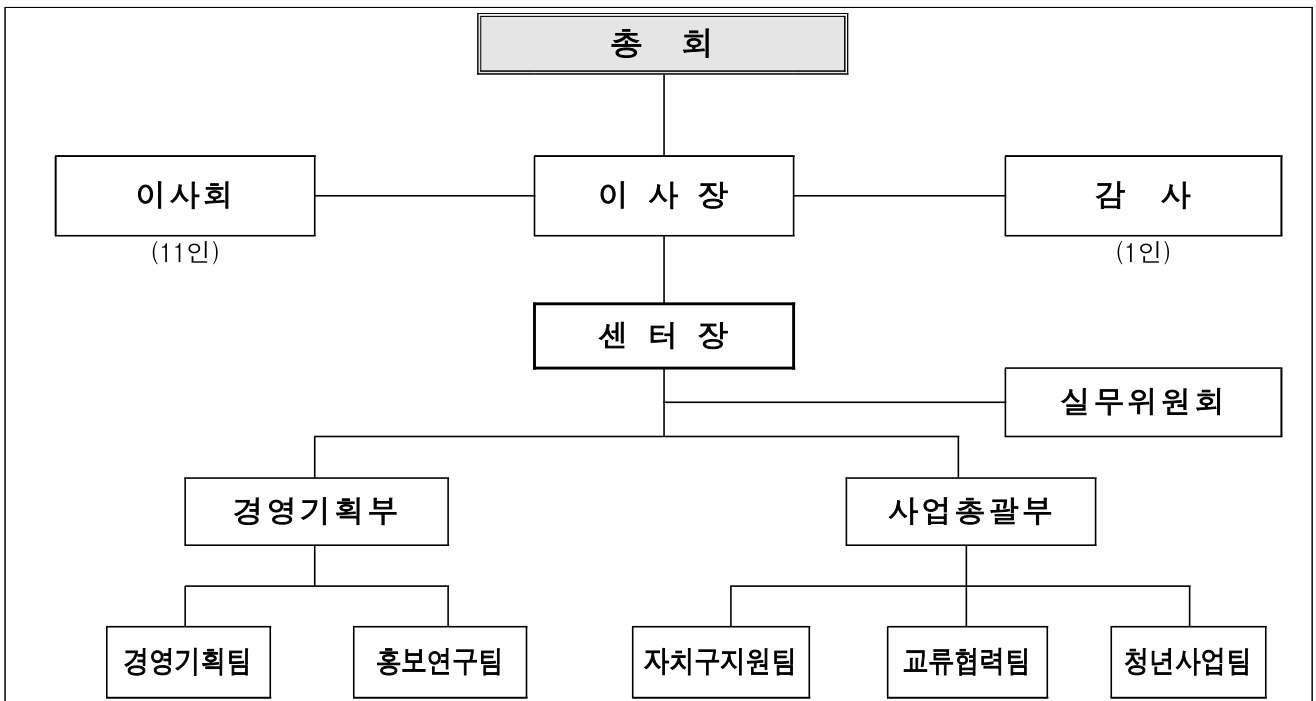 총 회
이사회
이 사 장
감 사
(11인)
(1인)
센 터 장
실무위원회
경영기획부
사업총괄부
경영기획팀
홍보연구팀
자치구지원팀
교류협력팀
청년사업팀